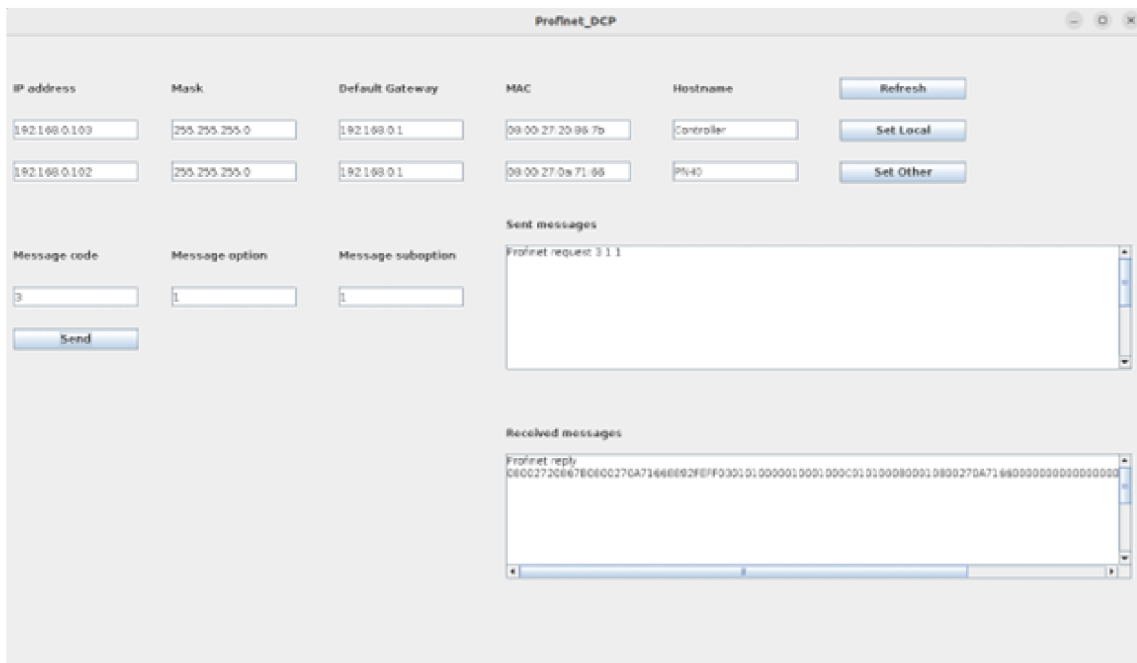 Profinet_DCP
IP address Mask Default Gateway MAC Hostname Refresh
192.168.0.103 255.255.255.0 192.168.0.1 08:00:27:20:86:7b Controller Set Local
192.168.0.102 255.255.255.0 192.168.0.1 08:00:27:0a:71:66 PN40 Set Other
Sent messages
Message code Message option Message suboption
Profinet request 3 1 1
3 1 1
Send
Received messages
Profinet reply